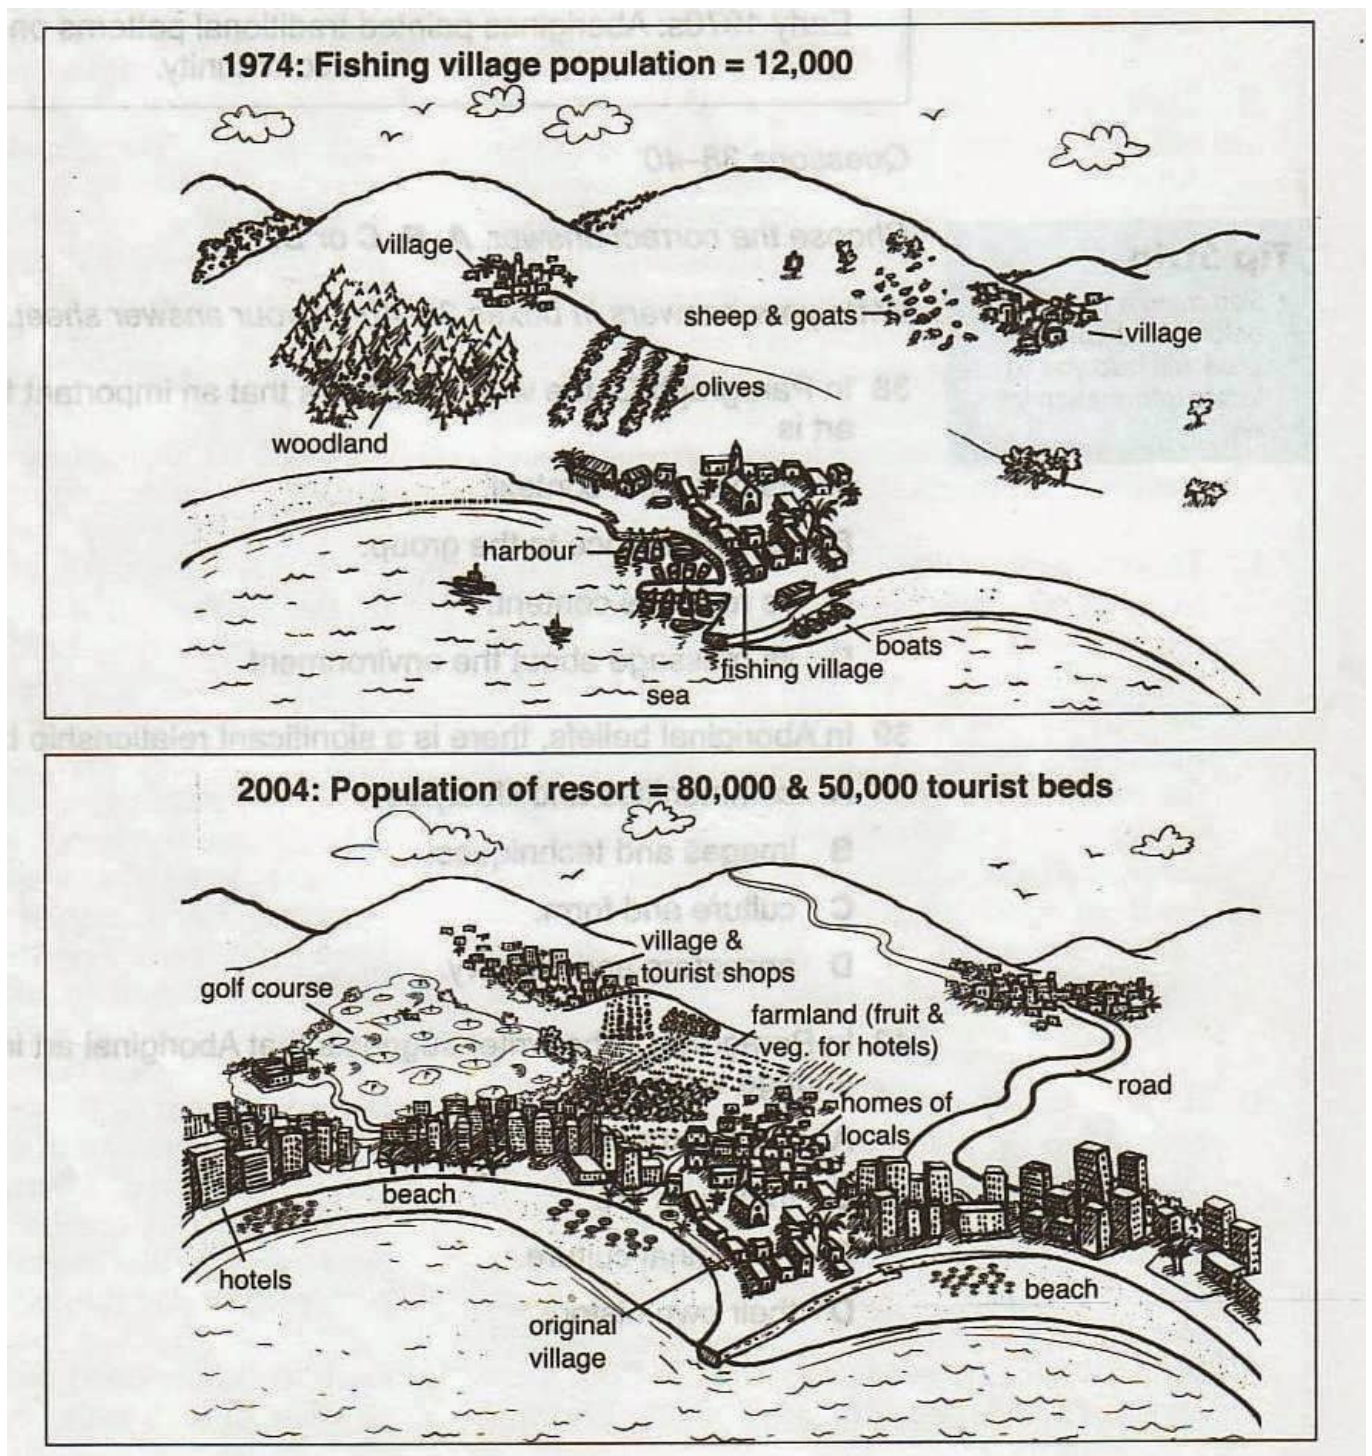 1974: Fishing village population = 12,000
village
sheep & goats
village
olives
woodland
harbour
boats
fishing village
sea
2004: Population of resort = 80,000 & 50,000 tourist beds
village &
tourist shops
golf course
farmland (fruit &
veg. for hotels)
road
homes of
locals
beach
hotels
beach
original
village